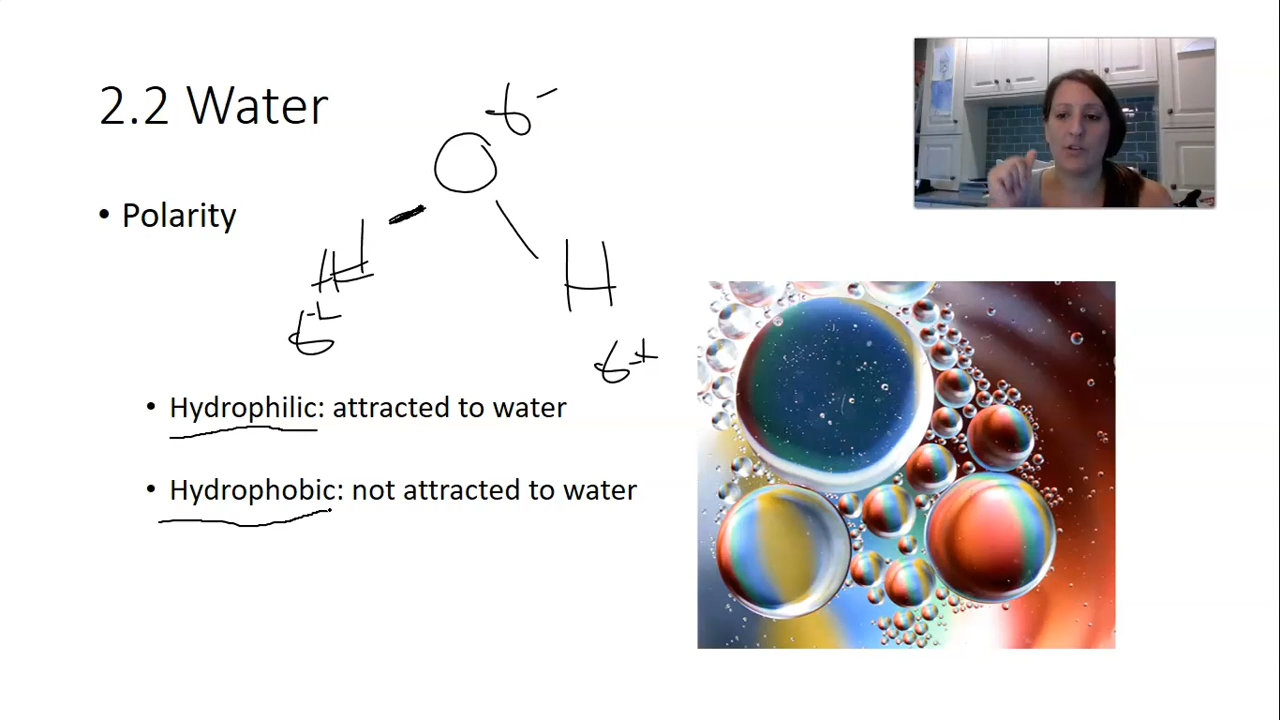 2.2 Water
δ-
O
• Polarity
H
H
δ+
δ+
• Hydrophilic: attracted to water
• Hydrophobic: not attracted to water